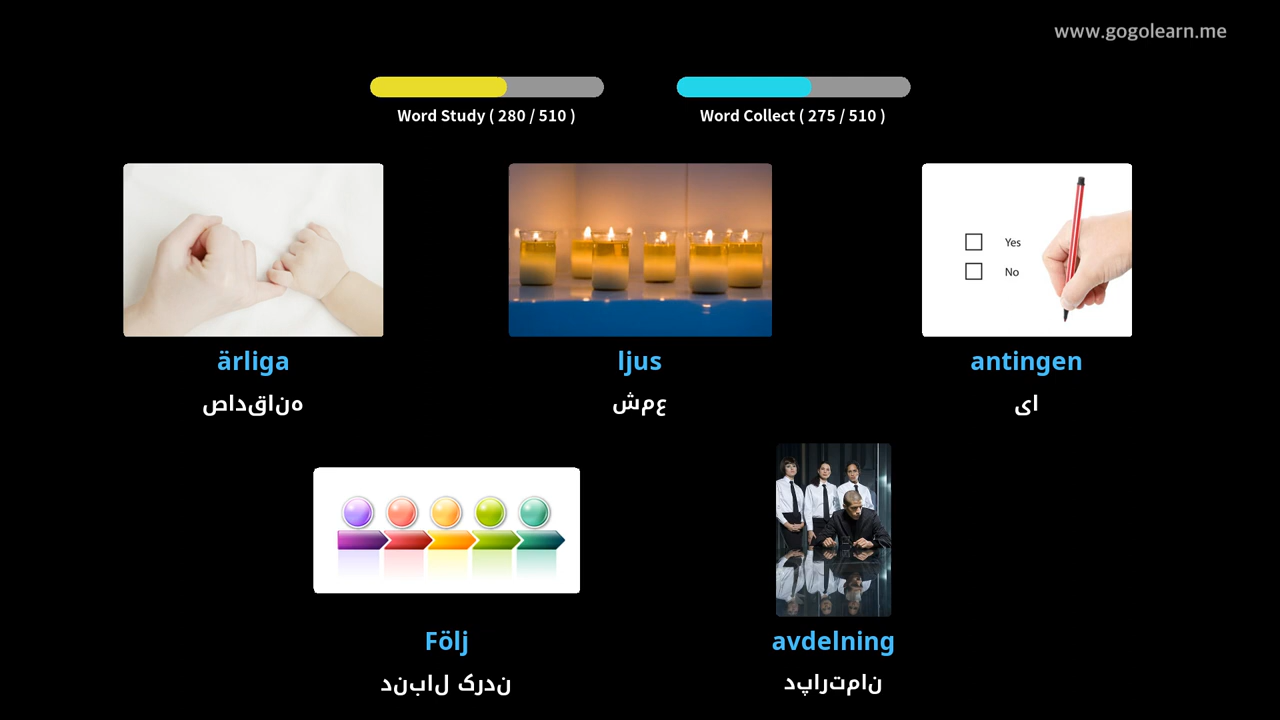 www.gogolearn.me
Word Study ( 280 / 510 )
Word Collect ( 275 / 510 )
ärliga
ljus
antingen
هناقداص
عمش
ای
Yes
No
Följ
avdelning
ندرک لابند
نامتراپد